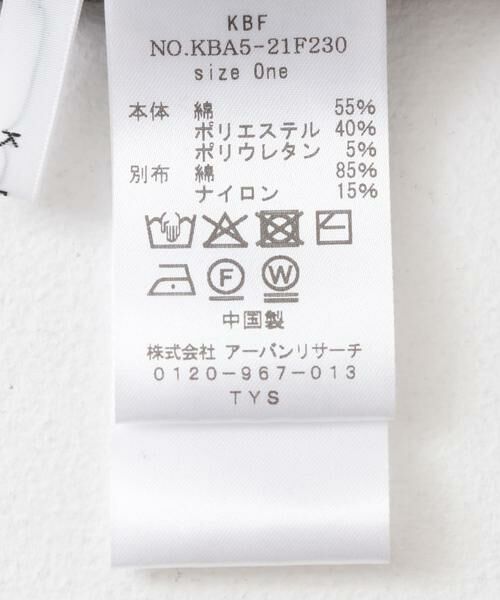 KBF
NO.KBA5-21F230
size One
本体 綿 55%
ポリエステル 40%
ポリウレタン 5%
別布 綿 85%
ナイロン 15%
F W
中国製
株式会社 アーバンリサーチ
0120-967-013
TYS
K